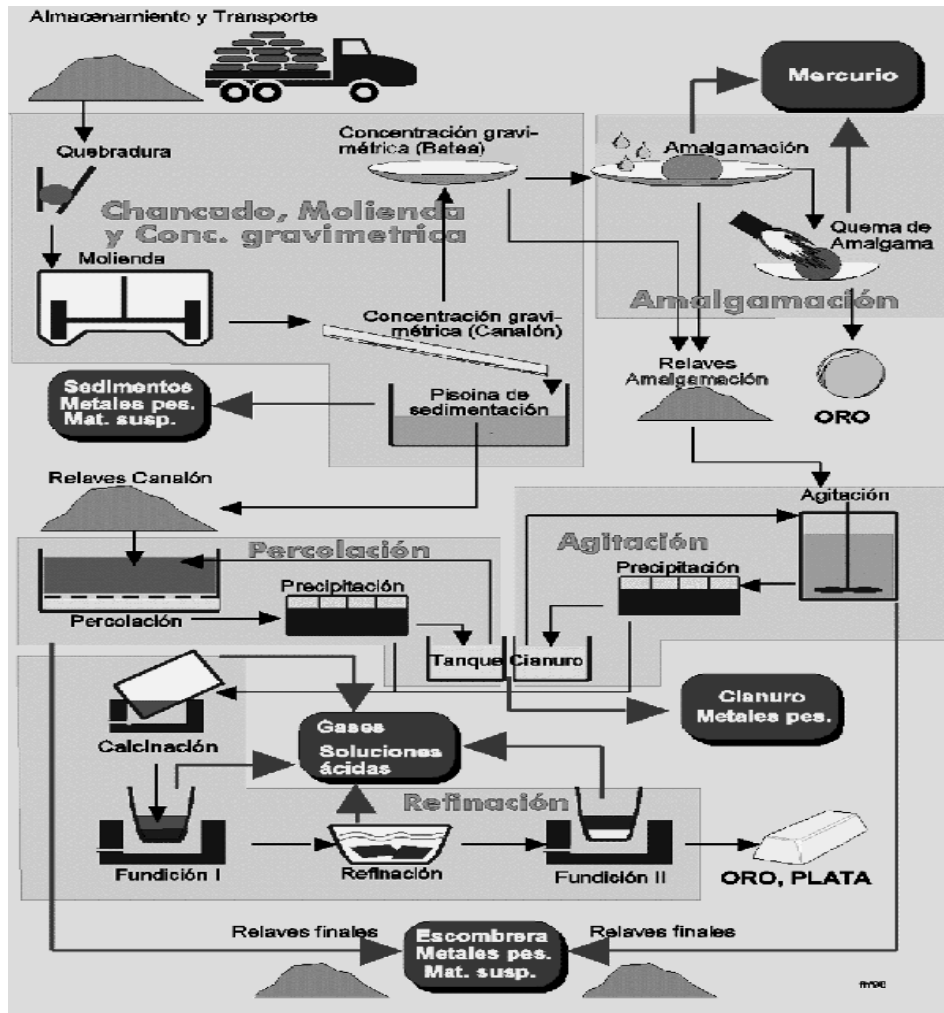 Almacenamiento y Transporte
Mercurio
Quebradura
Concentración gravi-
métrica (Batea)
Amalgamación
Chancado, Molienda
y Conc. gravimetrica
Quema de
Amalgama
Molienda
Amalgamación
Concentración gravi-
métrica (Canalón)
Relaves
Amalgamación
ORO
Sedimentos
Metales pes.
Mat. susp.
Piscina de
sedimentación
Relaves Canalón
Agitación
Percolación
Agitación
Precipitación
Precipitación
Percolación
Tanque Cianuro
Cianuro
Metales pes.
Gases
Soluciones
ácidas
Calcinación
Refinación
Fundición I
Refinación
Fundición II
ORO, PLATA
Relaves finales
Escombrera
Metales pes.
Mat. susp.
Relaves finales